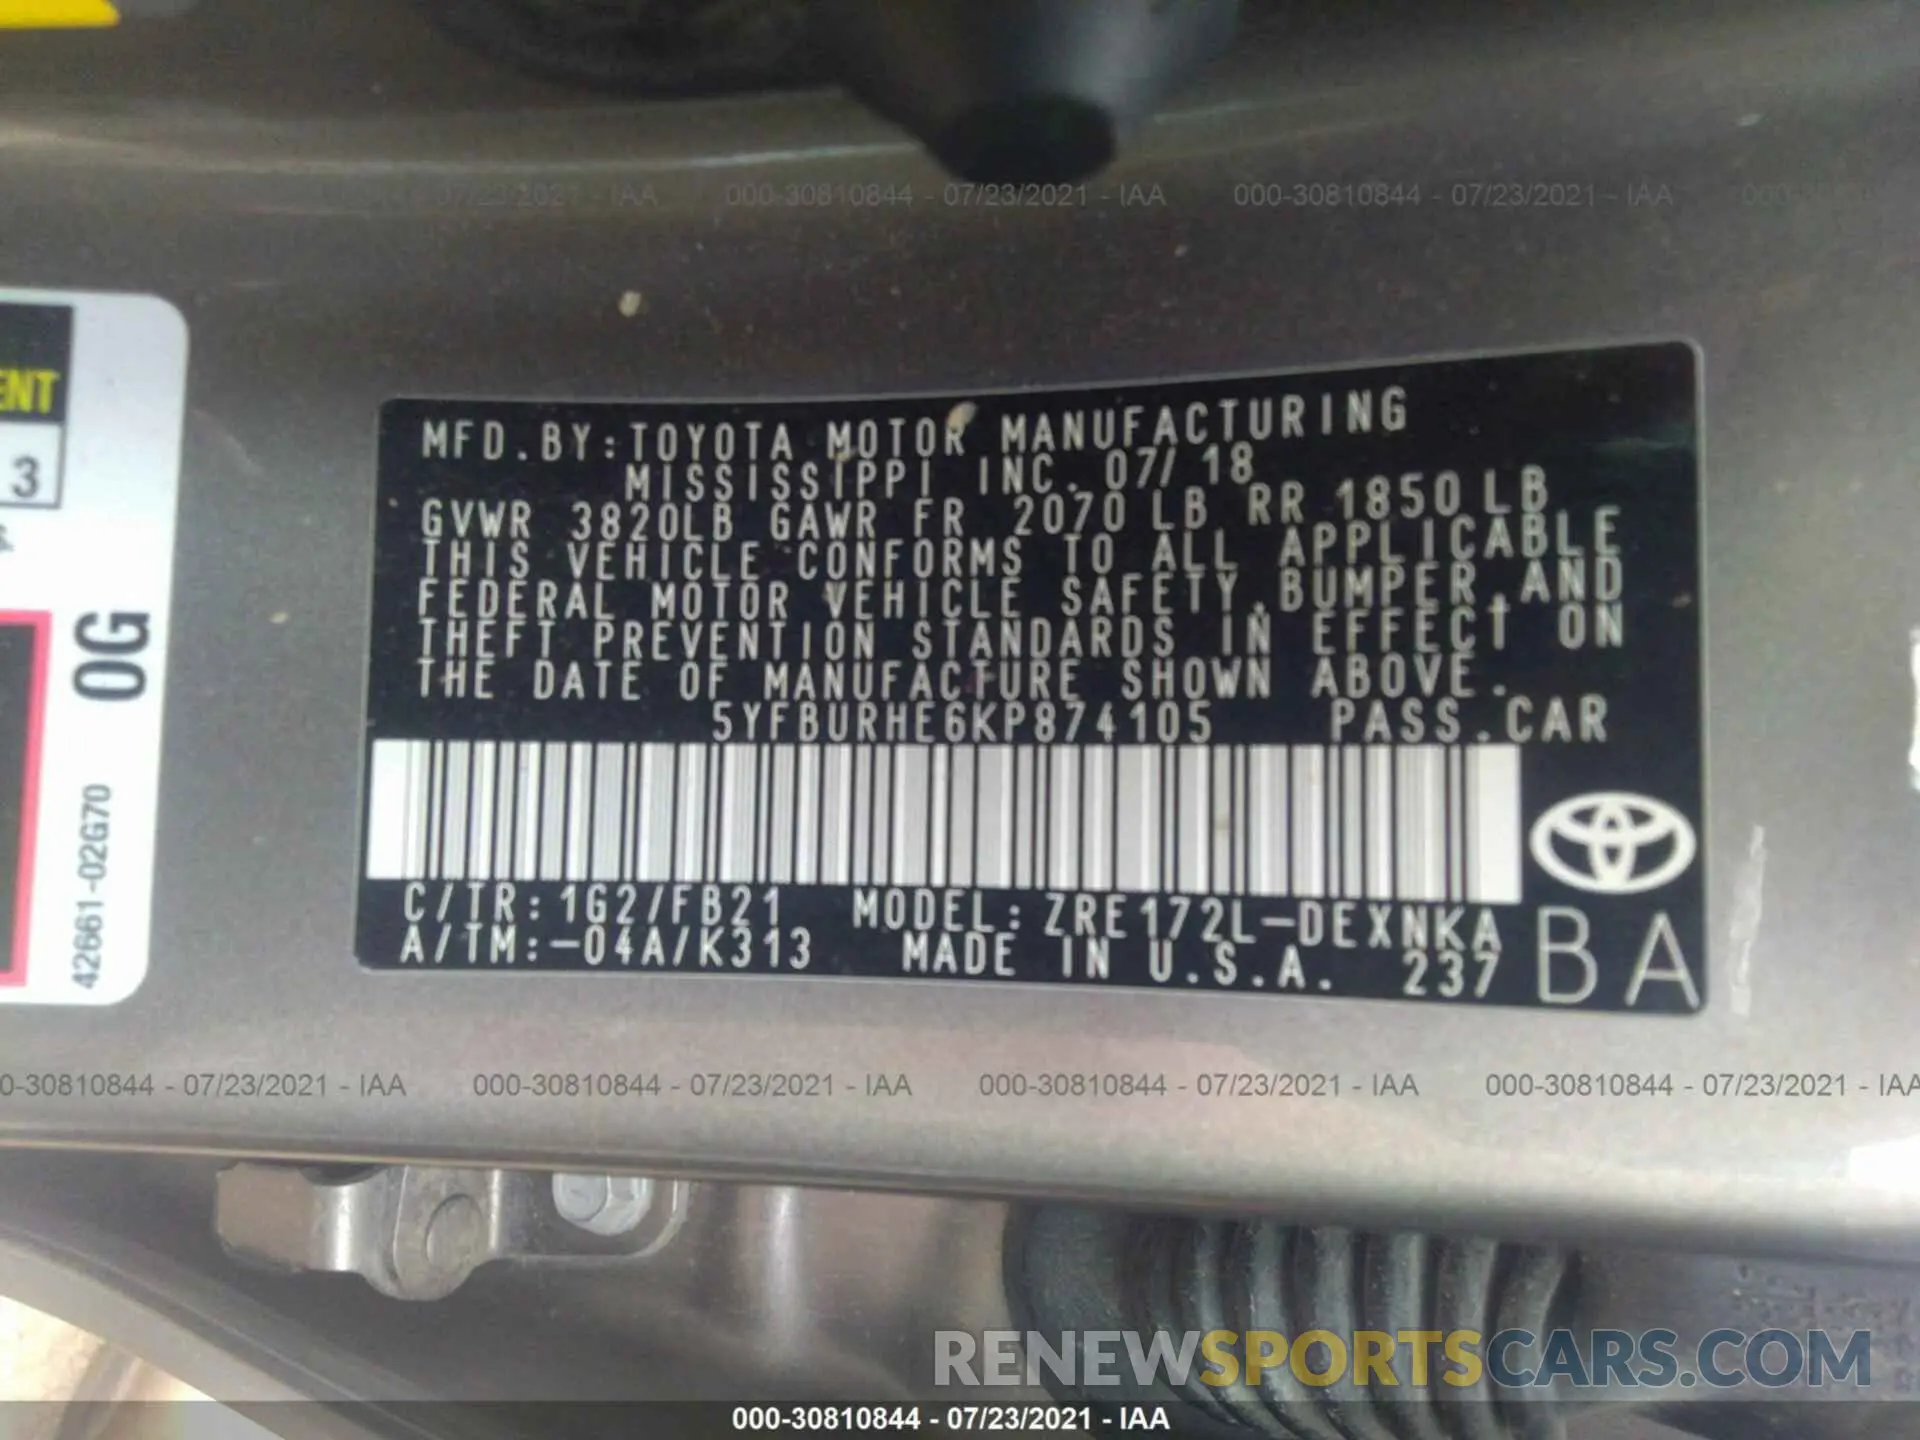 07/23/2021 - IAA 000-30810844 - 07/23/2021 - IAA 000-30810844 - 07/23/2021 - IAA
ENT
3
0G
42661-02G70
MFD.BY:TOYOTA MOTOR MANUFACTURING
MISSISSIPPI INC. 07/18
GVWR 3820LB GAWR FR 2070LB RR 1850LB
THIS VEHICLE CONFORMS TO ALL APPLICABLE
FEDERAL MOTOR VEHICLE SAFETY,BUMPER,AND
THEFT PREVENTION STANDARDS IN EFFECT ON
THE DATE OF MANUFACTURE SHOWN ABOVE.
5YFBURHE6KP874105 PASS.CAR
C/TR:1G2/FB21 MODEL:ZRE172L-DEXNKA
A/TM:-04A/K313 MADE IN U.S.A. 237
BA
0-30810844 - 07/23/2021 - IAA 000-30810844 - 07/23/2021 - IAA 000-30810844 - 07/23/2021 - IAA 000-30810844 - 07/23/2021 - IAA
RENEWSPORTSCARS.COM
000-30810844 - 07/23/2021 - IAA